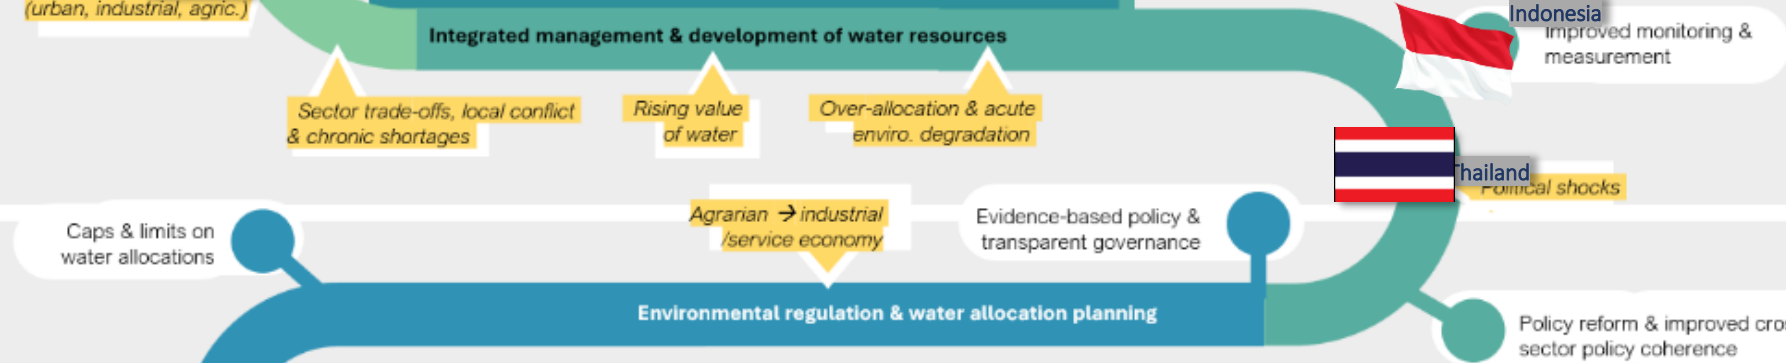 (urban, industrial, agric.)
Integrated management & development of water resources
Indonesia
Improved monitoring &
measurement
Sector trade-offs, local conflict
& chronic shortages
Rising value
of water
Over-allocation & acute
enviro. degradation
Thailand
Political shocks
Caps & limits on
water allocations
Agrarian → industrial
/service economy
Evidence-based policy &
transparent governance
Environmental regulation & water allocation planning
Policy reform & improved cro
sector policy coherence